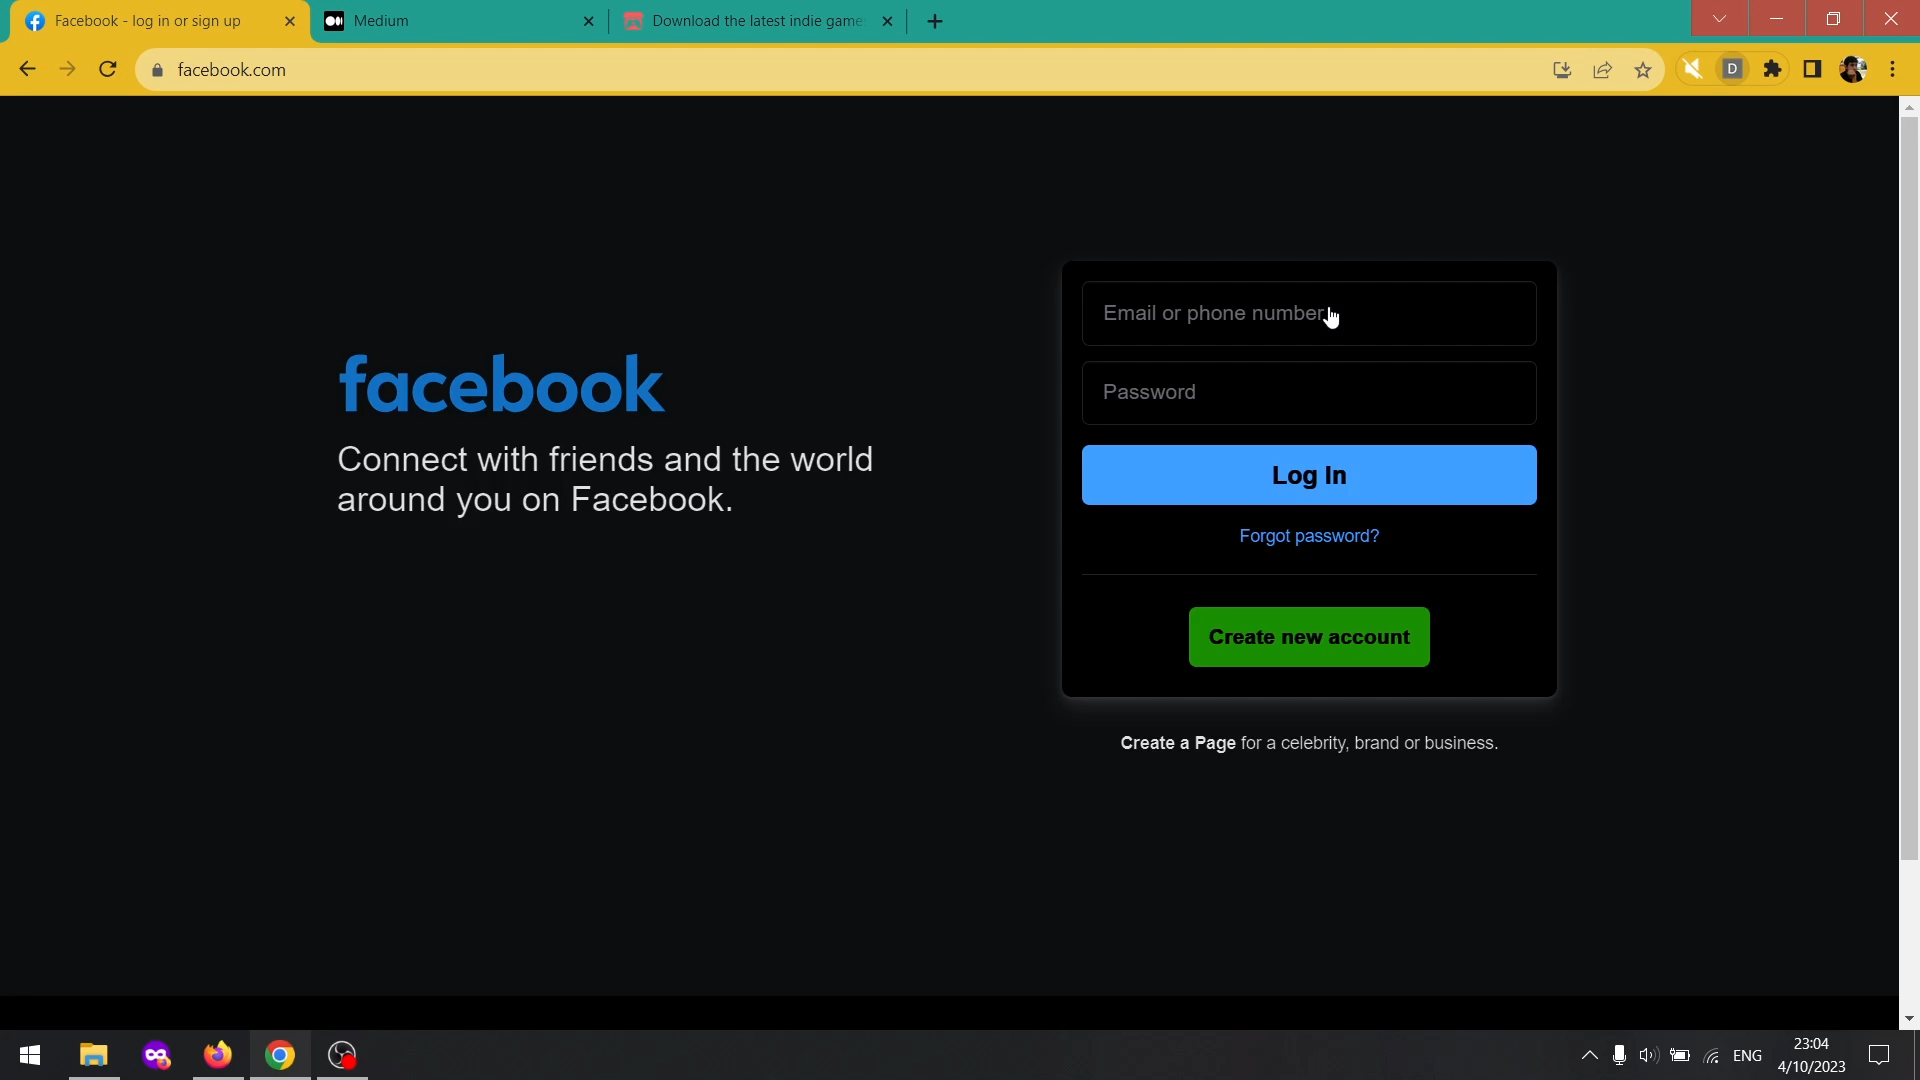 Facebook - log in or sign up
Medium
Download the latest indie game
facebook.com
D
facebook
Connect with friends and the world
around you on Facebook.
Email or phone number
Password
Log In
Forgot password?
Create new account
Create a Page for a celebrity, brand or business.
ENG
23:04
4/10/2023